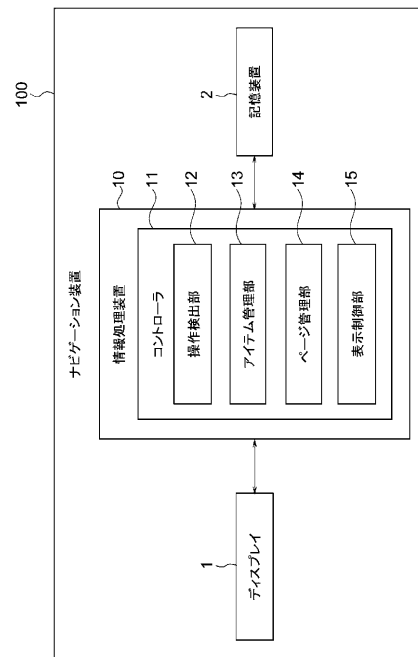 100
ナビゲーション装置
10
情報処理装置
11
コントローラ
12
操作検出部
13
アイテム管理部
14
ページ管理部
15
表示制御部
1
ディスプレイ
2
記憶装置